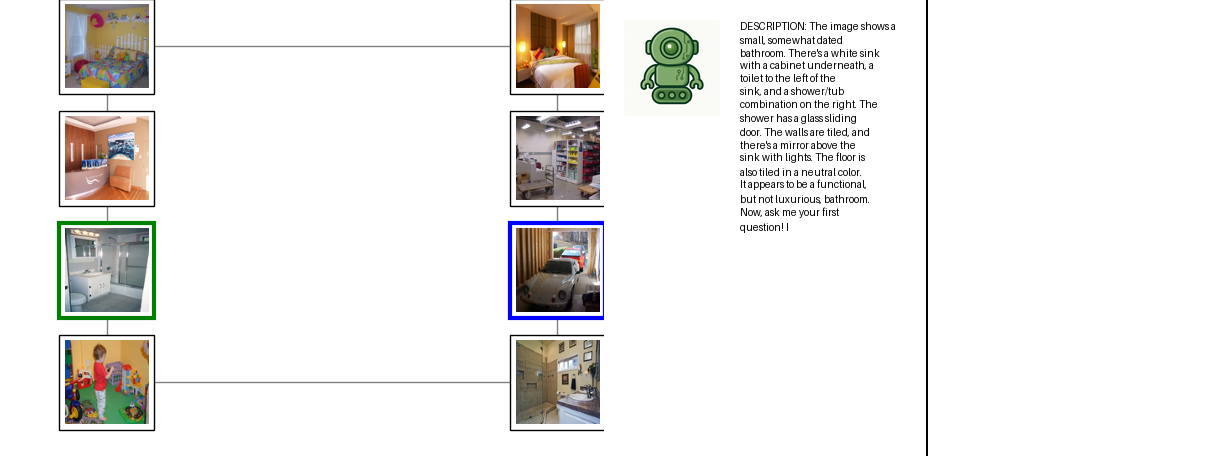 DESCRIPTION: The image shows a
small, somewhat dated
bathroom. There's a white sink
with a cabinet underneath, a
toilet to the left of the
sink, and a shower/tub
combination on the right. The
shower has a glass sliding
door. The walls are tiled, and
there's a mirror above the
sink with lights. The floor is
also tiled in a neutral color.
It appears to be a functional,
but not luxurious, bathroom.
Now, ask me your first
question! I